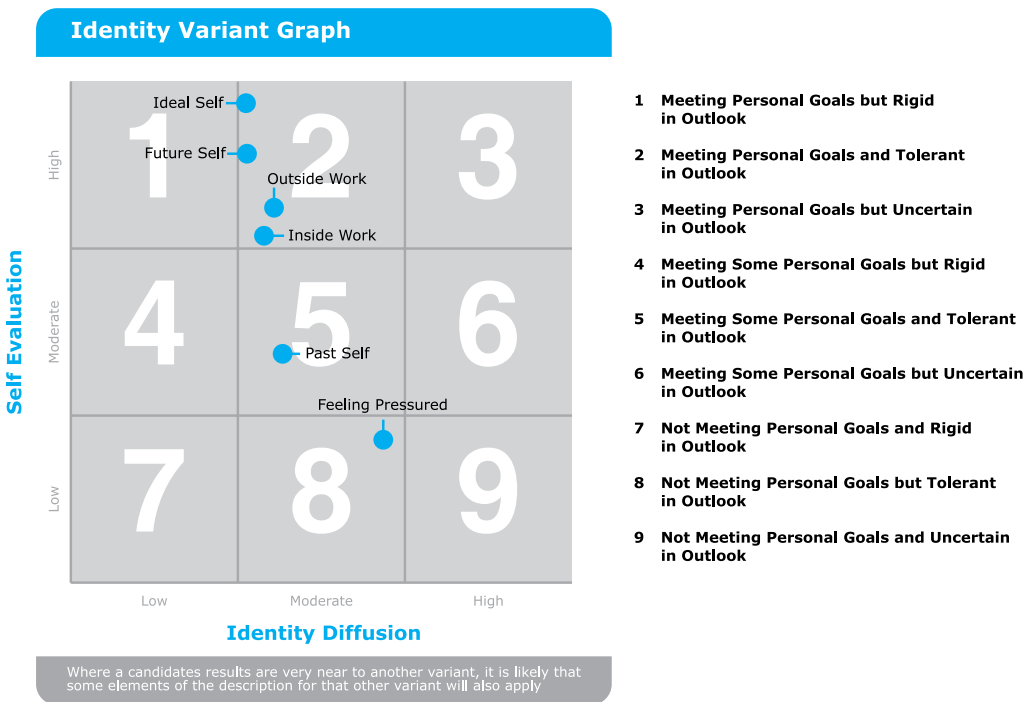 Identity Variant Graph
Self Evaluation
High
Moderate
Low
1
2
3
4
5
6
7
8
9
Ideal Self
Future Self
Outside Work
Inside Work
Past Self
Feeling Pressured
Low
Moderate
High
Identity Diffusion
Where a candidates results are very near to another variant, it is likely that
some elements of the description for that other variant will also apply
1 Meeting Personal Goals but Rigid
in Outlook
2 Meeting Personal Goals and Tolerant
in Outlook
3 Meeting Personal Goals but Uncertain
in Outlook
4 Meeting Some Personal Goals but Rigid
in Outlook
5 Meeting Some Personal Goals and Tolerant
in Outlook
6 Meeting Some Personal Goals but Uncertain
in Outlook
7 Not Meeting Personal Goals and Rigid
in Outlook
8 Not Meeting Personal Goals but Tolerant
in Outlook
9 Not Meeting Personal Goals and Uncertain
in Outlook